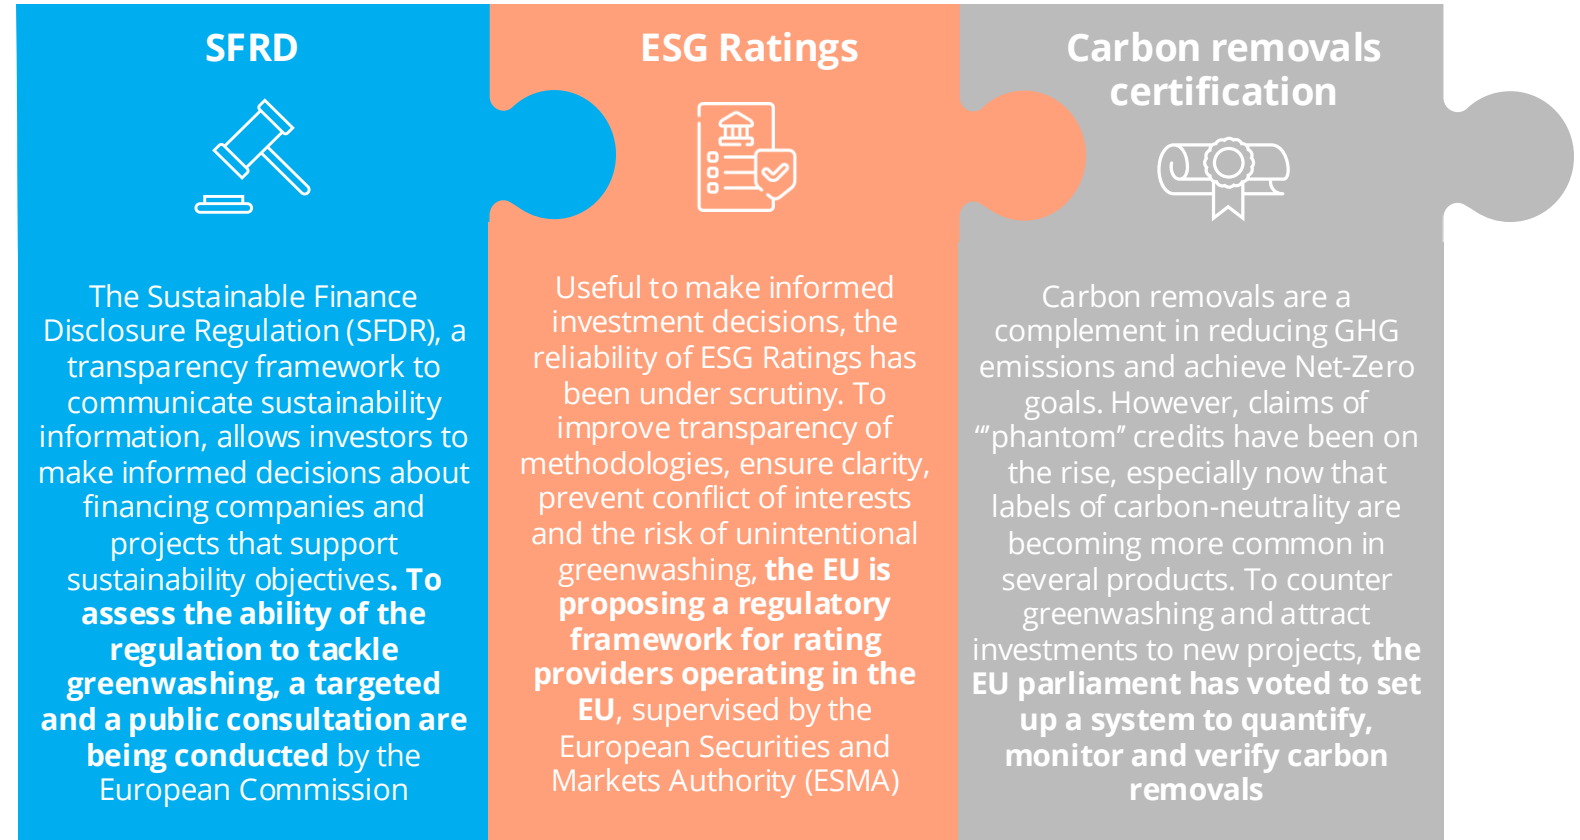 SFRD
The Sustainable Finance
Disclosure Regulation (SFDR), a
transparency framework to
communicate sustainability
information, allows investors to
make informed decisions about
financing companies and
projects that support
sustainability objectives. To
assess the ability of the
regulation to tackle
greenwashing, a targeted
and a public consultation are
being conducted by the
European Commission
ESG Ratings
Useful to make informed
investment decisions, the
reliability of ESG Ratings has
been under scrutiny. To
improve transparency of
methodologies, ensure clarity,
prevent conflict of interests
and the risk of unintentional
greenwashing, the EU is
proposing a regulatory
framework for rating
providers operating in the
EU, supervised by the
European Securities and
Markets Authority (ESMA)
Carbon removals
certification
Carbon removals are a
complement in reducing GHG
emissions and achieve Net-Zero
goals. However, claims of
“”phantom” credits have been on
the rise, especially now that
labels of carbon-neutrality are
becoming more common in
several products. To counter
greenwashing and attract
investments to new projects, the
EU parliament has voted to set
up a system to quantify,
monitor and verify carbon
removals